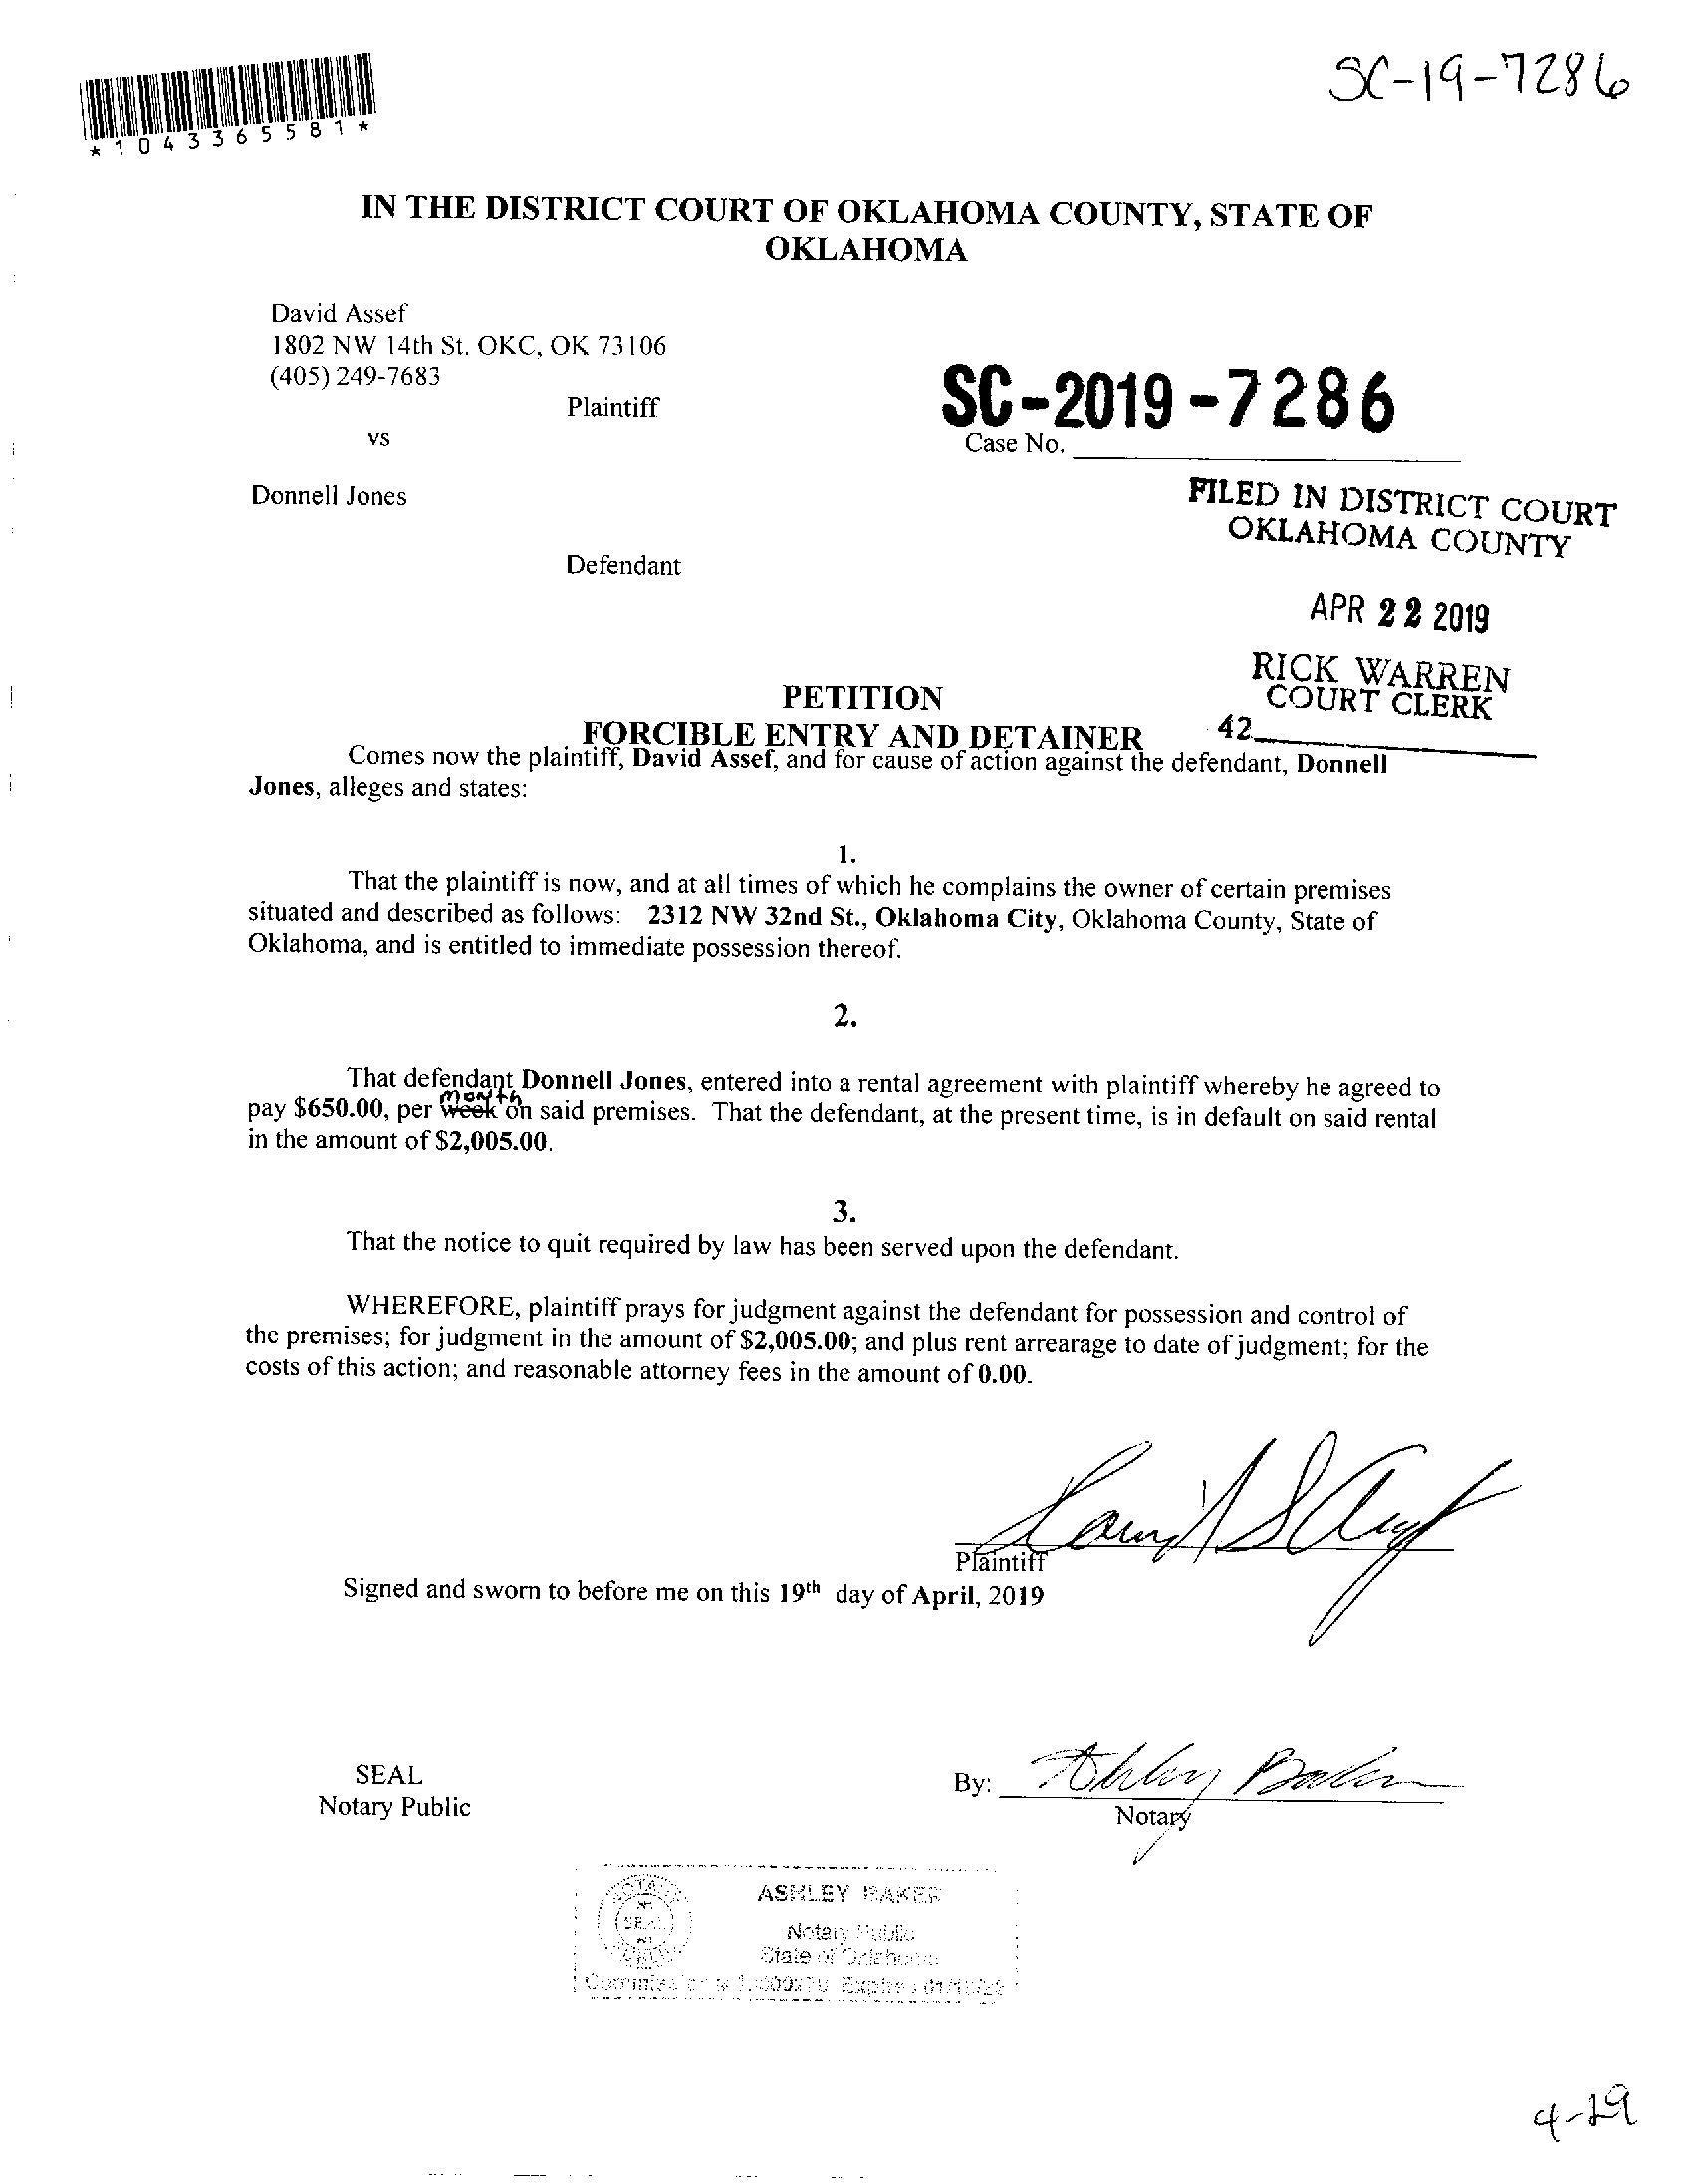 SC-19-7286
*1043365581*
IN THE DISTRICT COURT OF OKLAHOMA COUNTY, STATE OF
OKLAHOMA
David Assef
1802 NW 14th St. OKC, OK 73106
(405) 249-7683
Plaintiff
vs
SC-2019-7286
Case No.
Donnell Jones
Defendant
FILED IN DISTRICT COURT
OKLAHOMA COUNTY
APR 22 2019
RICK WARREN
COURT CLERK
42
PETITION
FORCIBLE ENTRY AND DETAINER
Comes now the plaintiff, David Assef, and for cause of action against the defendant, Donnell
Jones, alleges and states:
1.
That the plaintiff is now, and at all times of which he complains the owner of certain premises
situated and described as follows: 2312 NW 32nd St., Oklahoma City, Oklahoma County, State of
Oklahoma, and is entitled to immediate possession thereof.
2.
That defendant Donnell Jones, entered into a rental agreement with plaintiff whereby he agreed to
month
pay $650.00, per week on said premises. That the defendant, at the present time, is in default on said rental
in the amount of $2,005.00.
3.
That the notice to quit required by law has been served upon the defendant.
WHEREFORE, plaintiff prays for judgment against the defendant for possession and control of
the premises; for judgment in the amount of $2,005.00; and plus rent arrearage to date of judgment; for the
costs of this action; and reasonable attorney fees in the amount of 0.00.
Plaintiff
Signed and sworn to before me on this 19th day of April, 2019
SEAL
Notary Public
By: Ashley Baker
Notary
ASHLEY BAKER
Notary Public
State of Oklahoma
4-29